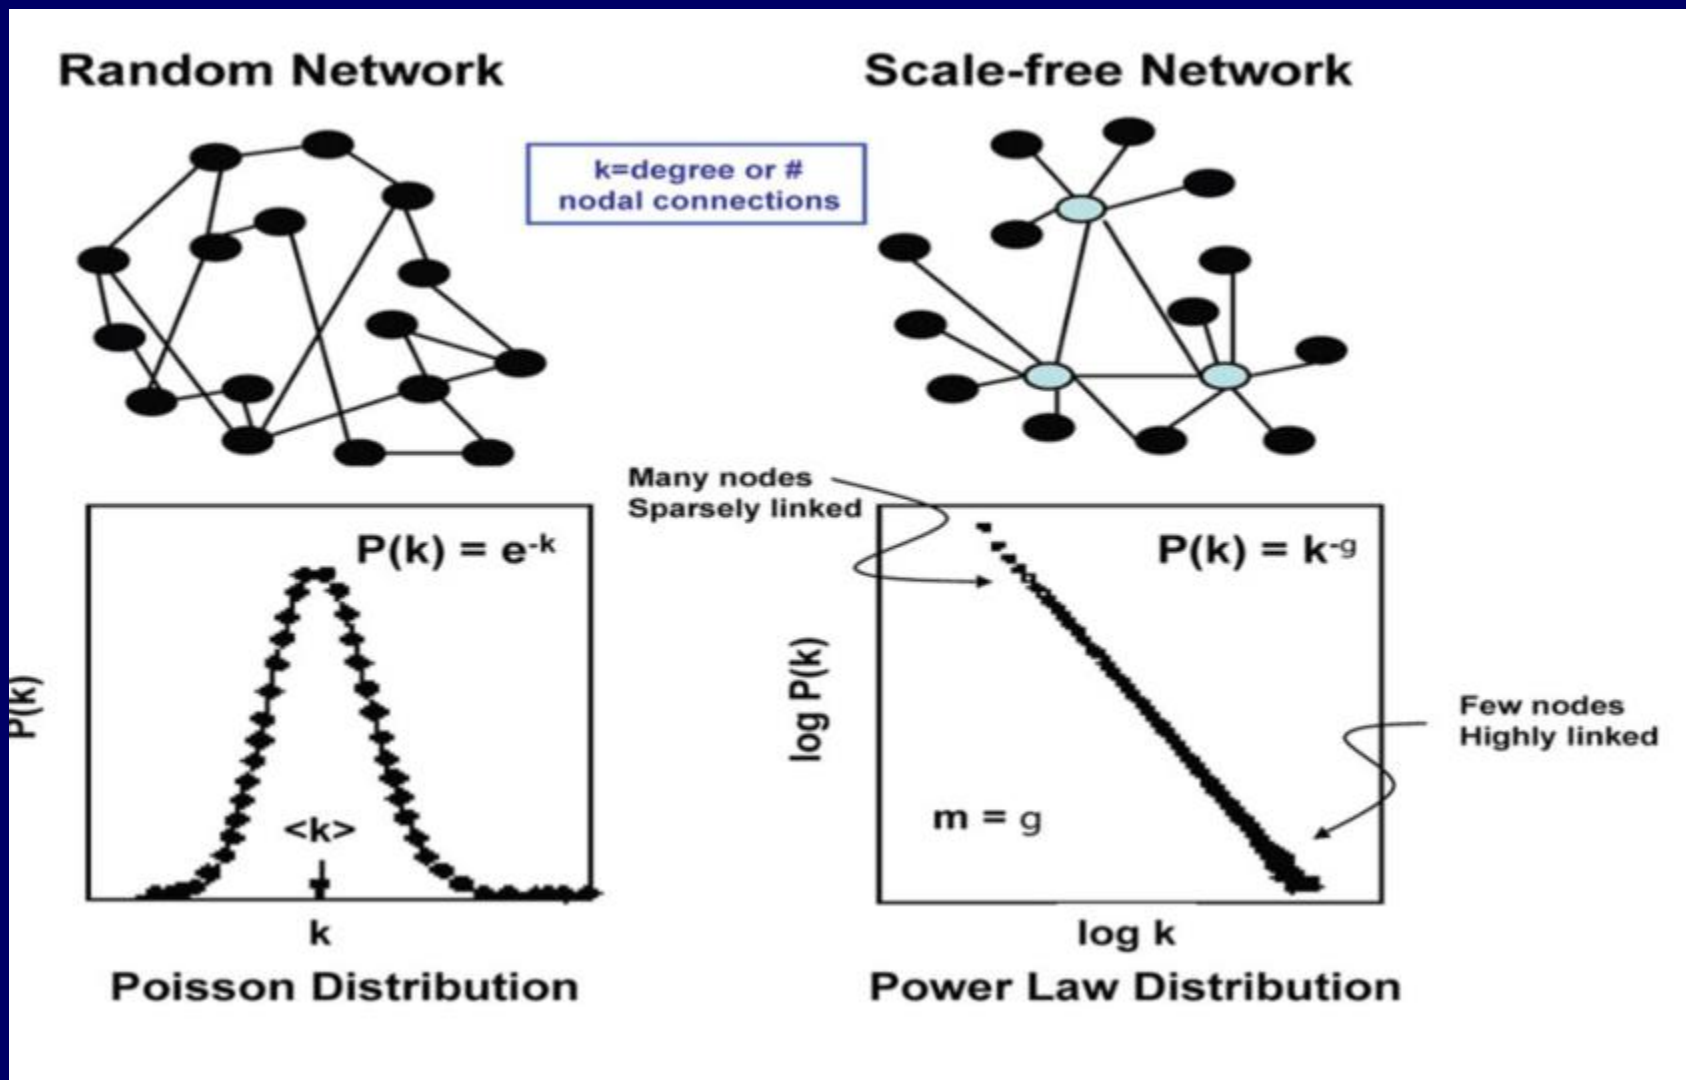 Random Network
Scale-free Network
k=degree or #
nodal connections
Many nodes
Sparsely linked
P(k) = e-k
P(k) = k-g
P(k)
log P(k)
Few nodes
Highly linked
<k>
m = g
k
log k
Poisson Distribution
Power Law Distribution